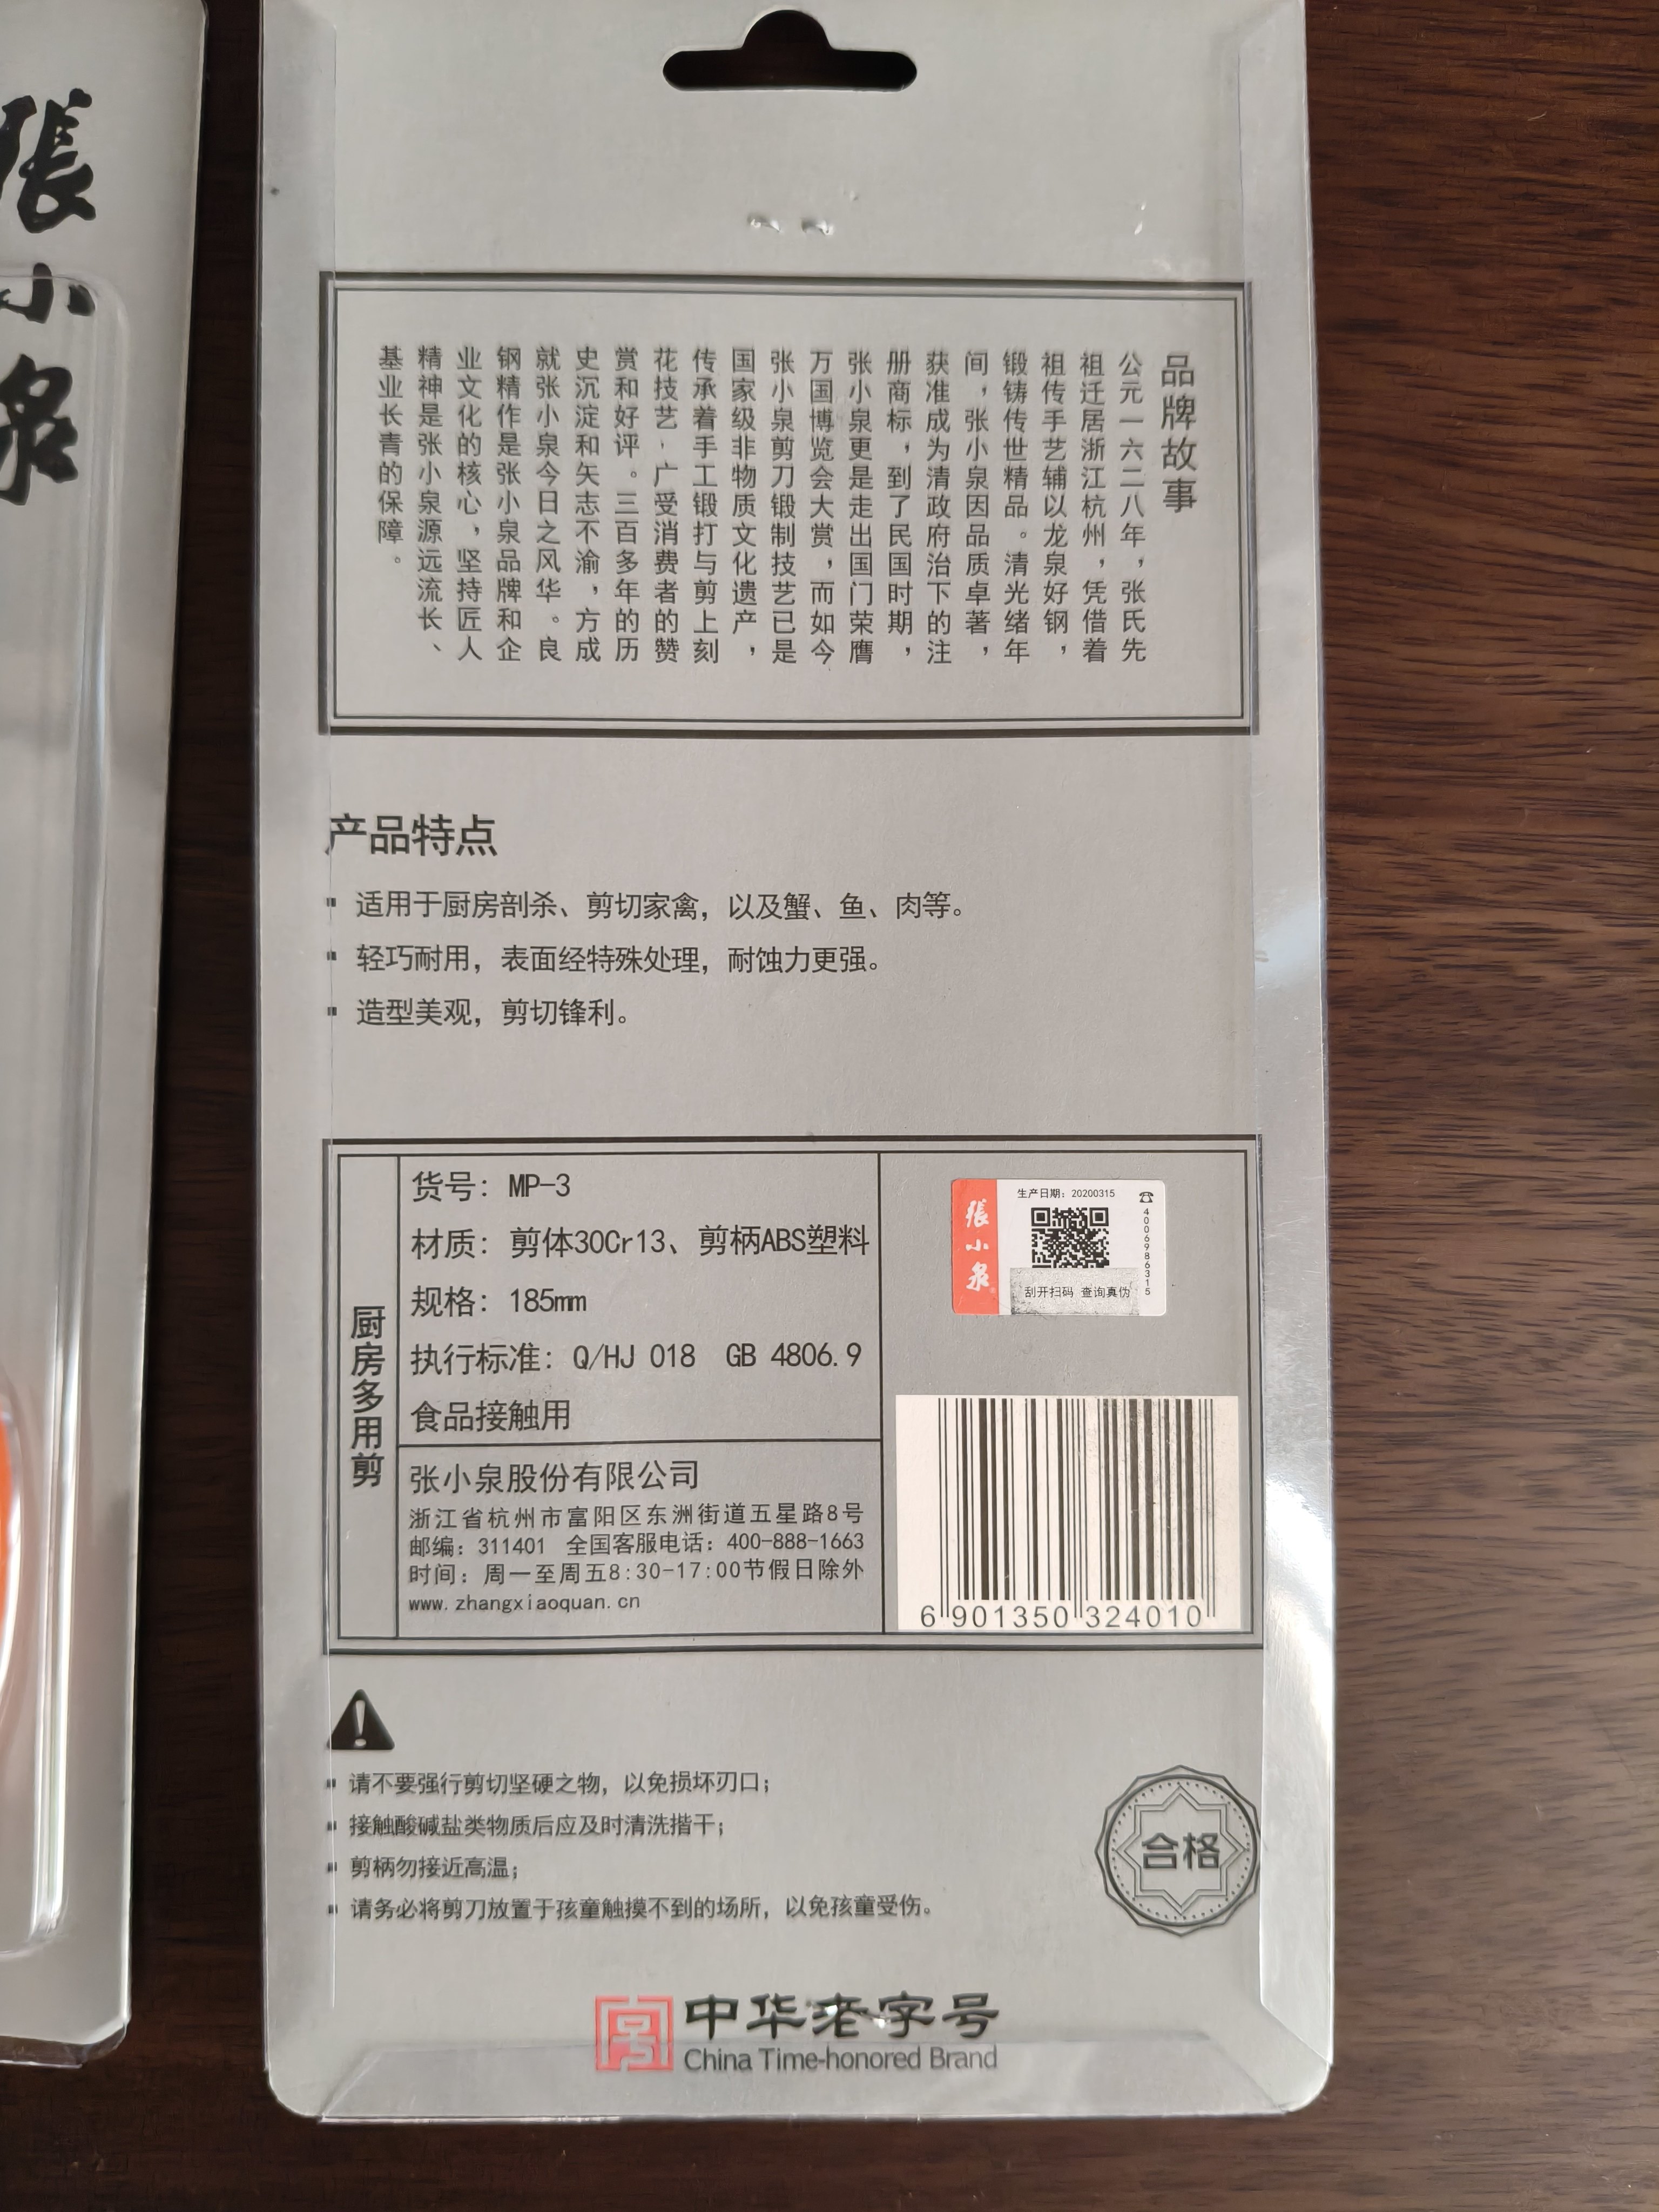 張
小
泉
品牌故事
公元一六二八年，张氏先
祖迁居浙江杭州，凭借着
祖传手艺辅以龙泉好钢，
锻铸传世精品。清光绪年
间，张小泉因品质卓著，
获准成为清政府治下的注
册商标，到了民国时期，
张小泉更是走出国门荣膺
万国博览会大赏，而如今
张小泉剪刀锻制技艺已是
国家级非物质文化遗产，
传承着手工锻打与剪上刻
花技艺，广受消费者的赞
赏和好评。三百多年的历
史沉淀和矢志不渝，方成
就张小泉今日之风华。良
钢精作是张小泉品牌和企
业文化的核心，坚持匠人
精神是张小泉源远流长、
基业长青的保障。
产品特点
▪ 适用于厨房剖杀、剪切家禽，以及蟹、鱼、肉等。
▪ 轻巧耐用，表面经特殊处理，耐蚀力更强。
▪ 造型美观，剪切锋利。
厨房多用剪
货号：MP-3
材质：剪体30Cr13、剪柄ABS塑料
规格：185mm
执行标准：Q/HJ 018 GB 4806.9
食品接触用
张小泉股份有限公司
浙江省杭州市富阳区东洲街道五星路8号
邮编：311401 全国客服电话：400-888-1663
时间：周一至周五8:30-17:00节假日除外
www.zhangxiaoquan.cn
張小泉
生产日期：20200315
☎4006986315
刮开扫码 查询真伪
6 901350 324010
▪ 请不要强行剪切坚硬之物，以免损坏刃口；
▪ 接触酸碱盐类物质后应及时清洗揩干；
▪ 剪柄勿接近高温；
▪ 请务必将剪刀放置于孩童触摸不到的场所，以免孩童受伤。
合格
中华老字号
China Time-honored Brand